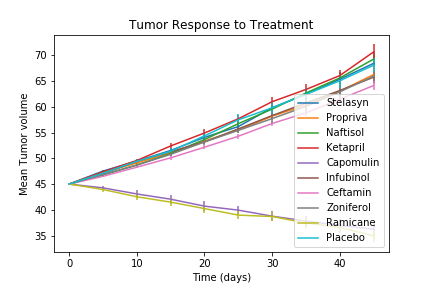 Tumor Response to Treatment
Mean Tumor volume
70
65
60
55
50
45
40
35
0
10
20
30
40
Time (days)
Stelasyn
Propriva
Naftisol
Ketapril
Capomulin
Infubinol
Ceftamin
Zoniferol
Ramicane
Placebo